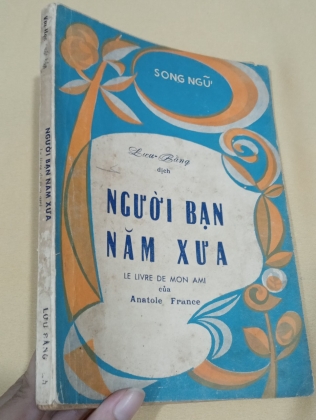 SONG NGỮ
Lưu Bằng
dịch
NGƯỜI BẠN
NĂM XƯA
LE LIVRE DE MON AMI
của
Anatole France
NGƯỜI BẠN NĂM XƯA
LƯU BẰNG